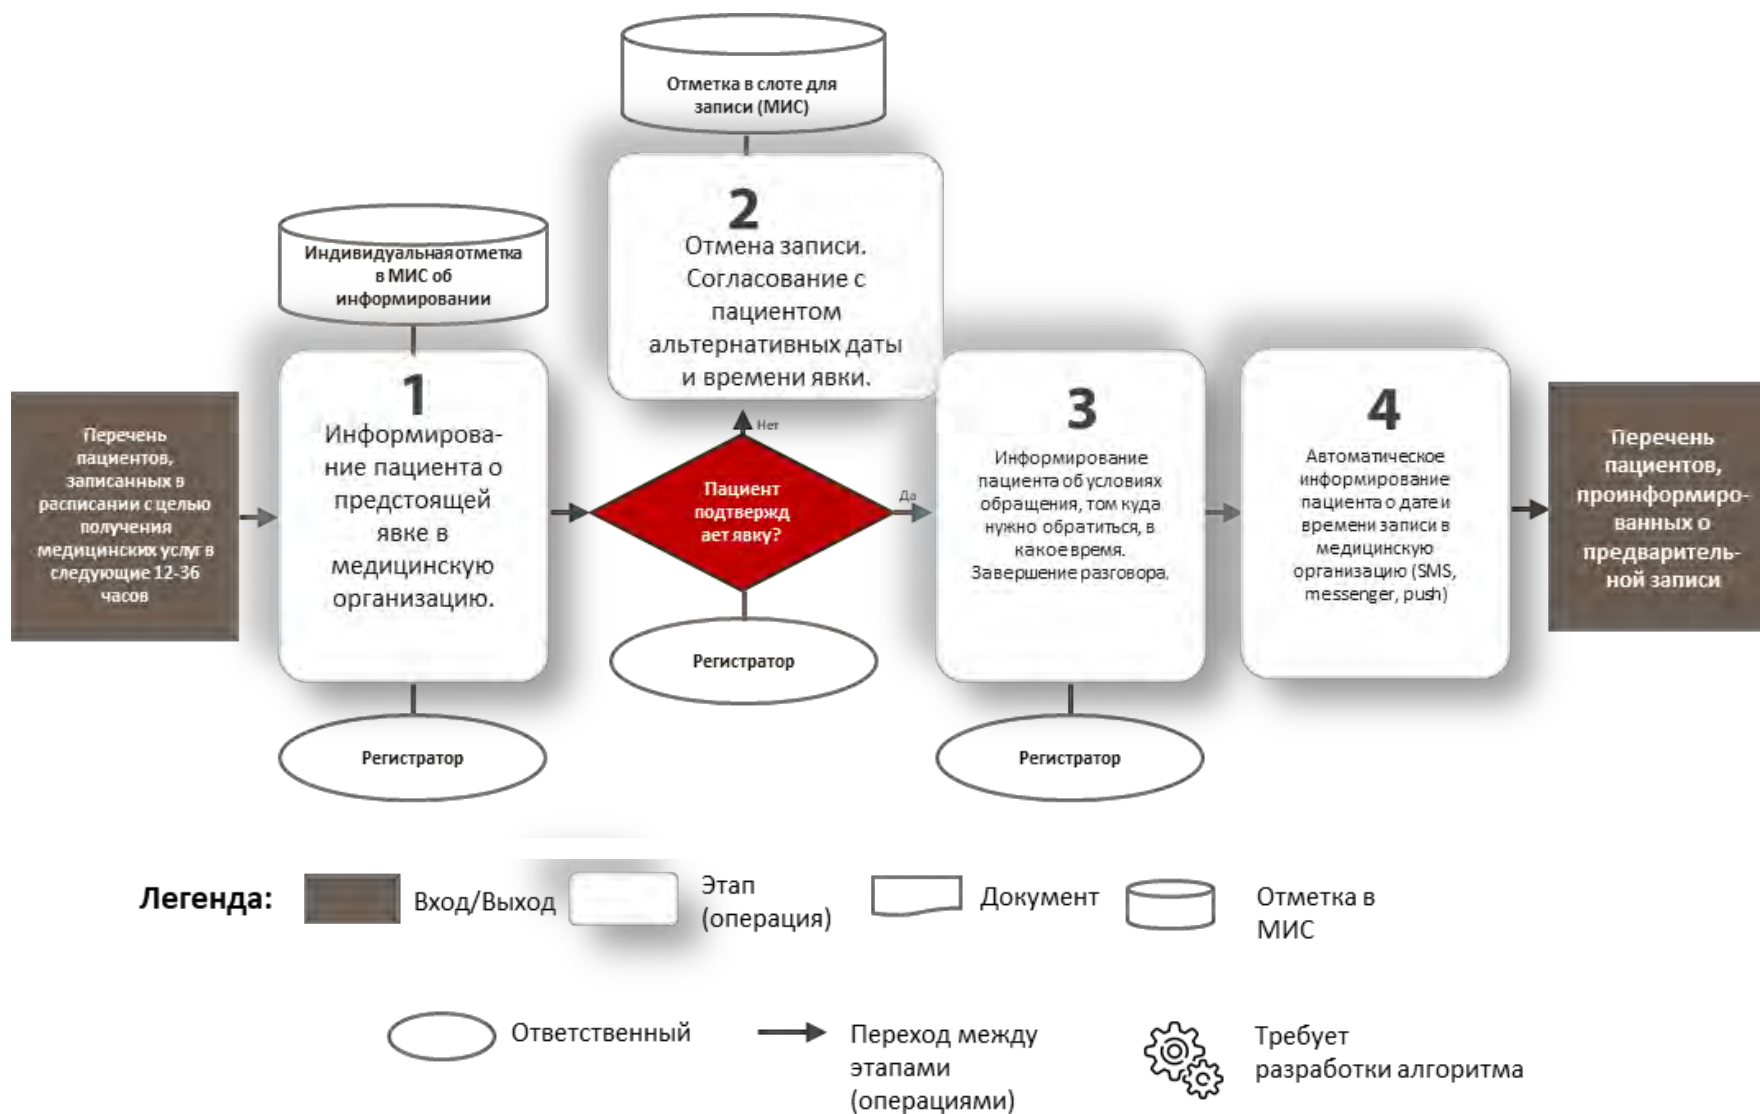 Отметка в слоте для
записи (МИС)
2
Отмена записи.
Согласование с
пациентом
альтернативных даты
и времени явки.
Индивидуальная отметка
в МИС об
информировании
1
Информирова-
ние пациента о
предстоящей
явке в
медицинскую
организацию.
Перечень
пациентов,
записанных в
расписании с целью
получения
медицинских услуг в
следующие 12-36
часов
Нет
Пациент
подтвержд
ает явку?
Да
3
Информирование
пациента об условиях
обращения, том куда
нужно обратиться, в
какое время.
Завершение разговора.
4
Автоматическое
информирование
пациента о дате и
времени записи в
медицинскую
организацию (SMS,
messenger, push)
Перечень
пациентов,
проинформиро-
ванных о
предваритель-
ной записи
Регистратор
Регистратор
Регистратор
Легенда:
Вход/Выход
Этап
(операция)
Документ
Отметка в
МИС
Ответственный
Переход между
этапами
(операциями)
Требует
разработки алгоритма